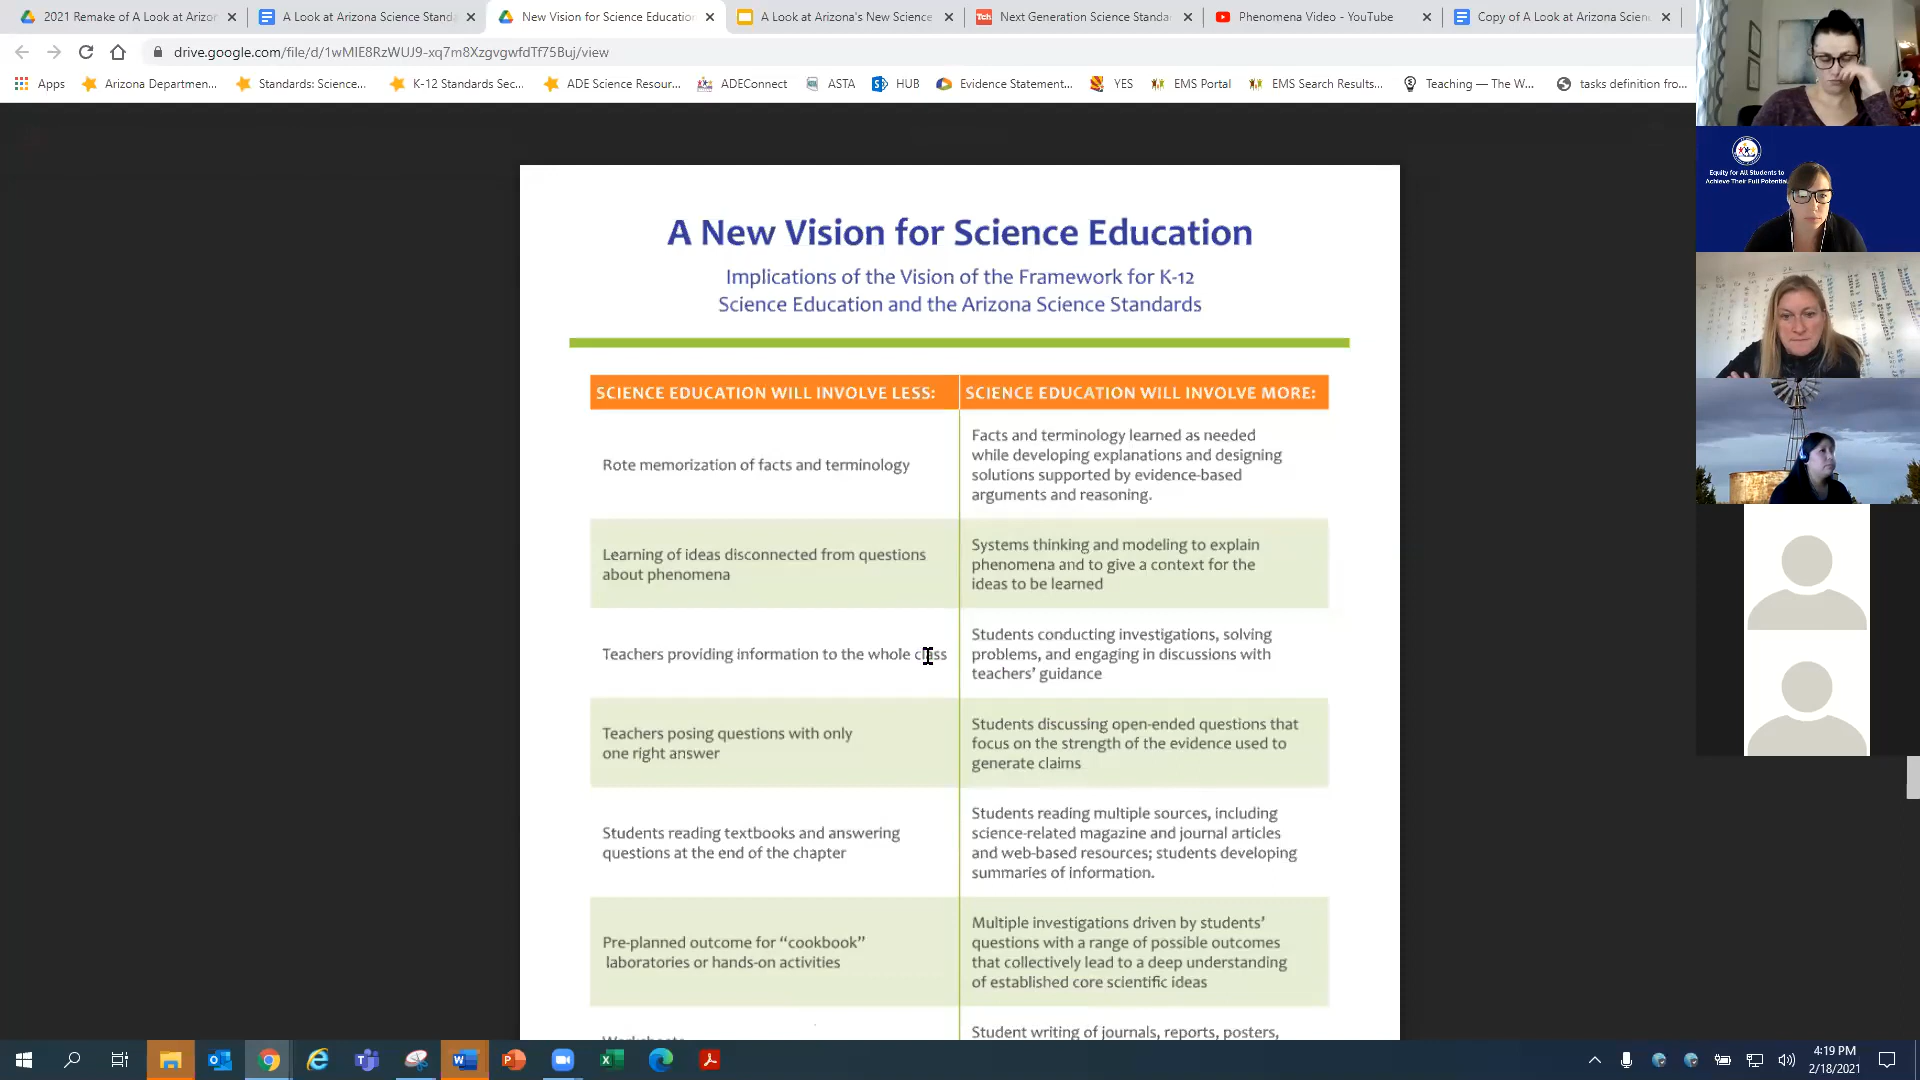 2021 Remake of A Look at Arizon
A Look at Arizona Science Stand
New Vision for Science Education
A Look at Arizona's New Science
Next Generation Science Standa
Phenomena Video - YouTube
Copy of A Look at Arizona Scien
drive.google.com/file/d/1wMIE8RzWUJ9-xq7m8XzgvgwfdTf75Buj/view
Apps
Arizona Departmen...
Standards: Science...
K-12 Standards Sec...
ADE Science Resour...
ADEConnect
ASTA
HUB
Evidence Statement...
YES
EMS Portal
EMS Search Results...
Teaching — The W...
tasks definition fro...
Equity for All Students to
Achieve Their Full Potential
A New Vision for Science Education
Implications of the Vision of the Framework for K-12
Science Education and the Arizona Science Standards
SCIENCE EDUCATION WILL INVOLVE LESS:
SCIENCE EDUCATION WILL INVOLVE MORE:
Rote memorization of facts and terminology
Facts and terminology learned as needed
while developing explanations and designing
solutions supported by evidence-based
arguments and reasoning.
Learning of ideas disconnected from questions
about phenomena
Systems thinking and modeling to explain
phenomena and to give a context for the
ideas to be learned
Teachers providing information to the whole class
Students conducting investigations, solving
problems, and engaging in discussions with
teachers' guidance
Teachers posing questions with only
one right answer
Students discussing open-ended questions that
focus on the strength of the evidence used to
generate claims
Students reading textbooks and answering
questions at the end of the chapter
Students reading multiple sources, including
science-related magazine and journal articles
and web-based resources; students developing
summaries of information.
Pre-planned outcome for “cookbook”
laboratories or hands-on activities
Multiple investigations driven by students’
questions with a range of possible outcomes
that collectively lead to a deep understanding
of established core scientific ideas
Worksheets
Student writing of journals, reports, posters,
4:19 PM
2/18/2021